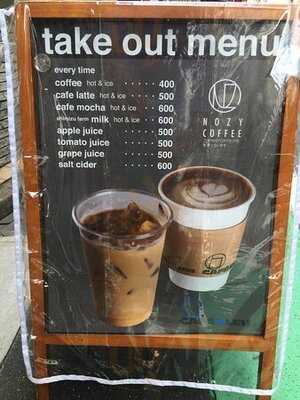 take out menu
every time
coffee hot & ice ····· 400
cafe latte hot & ice ···· 500
cafe mocha hot & ice ·· 600
shimizu farm milk hot & ice ·· 600
apple juice ···· 500
tomato juice ···· 500
grape juice ···· 500
salt cider ···· 600
NOZY
COFFEE